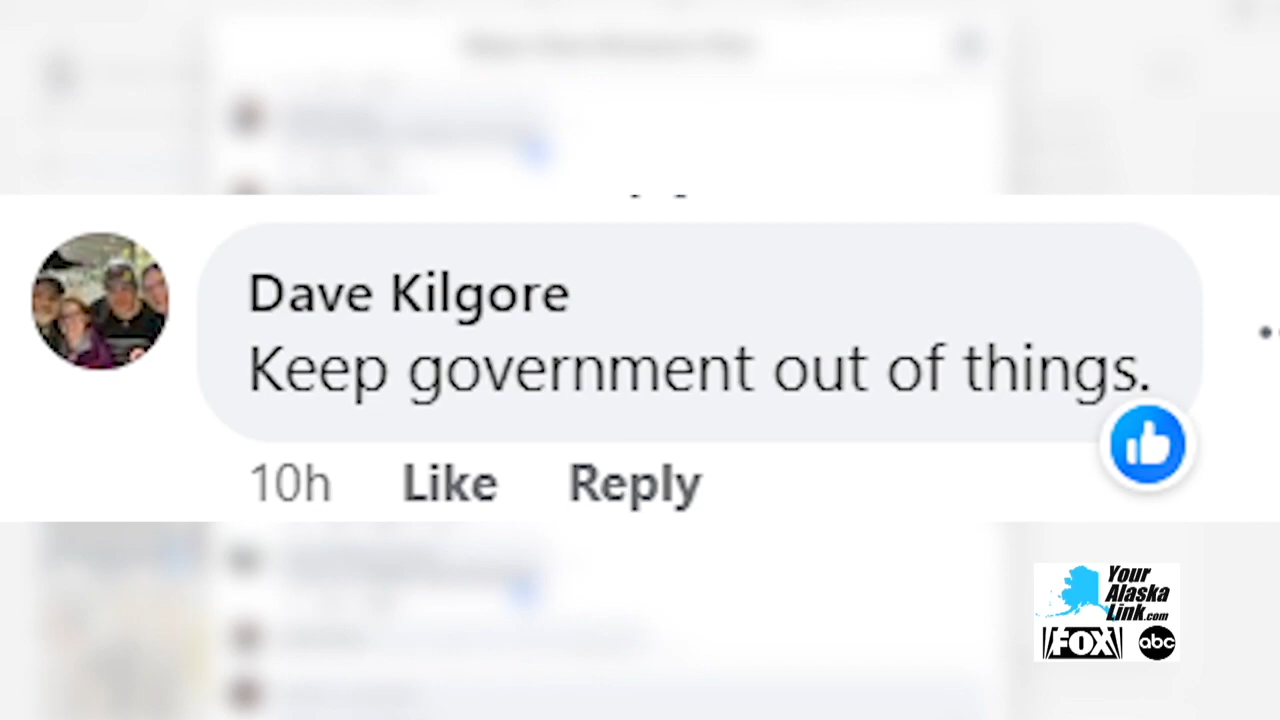 Dave Kilgore
Keep government out of things.
10h Like Reply
Your
Alaska
Link.com
FOX abc